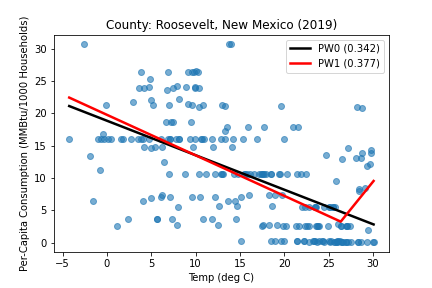 County: Roosevelt, New Mexico (2019)
Per-Capita Consumption (MMBtu/1000 Households)
30
25
20
15
10
5
0
PW0 (0.342)
PW1 (0.377)
−5 0 5 10 15 20 25 30
Temp (deg C)